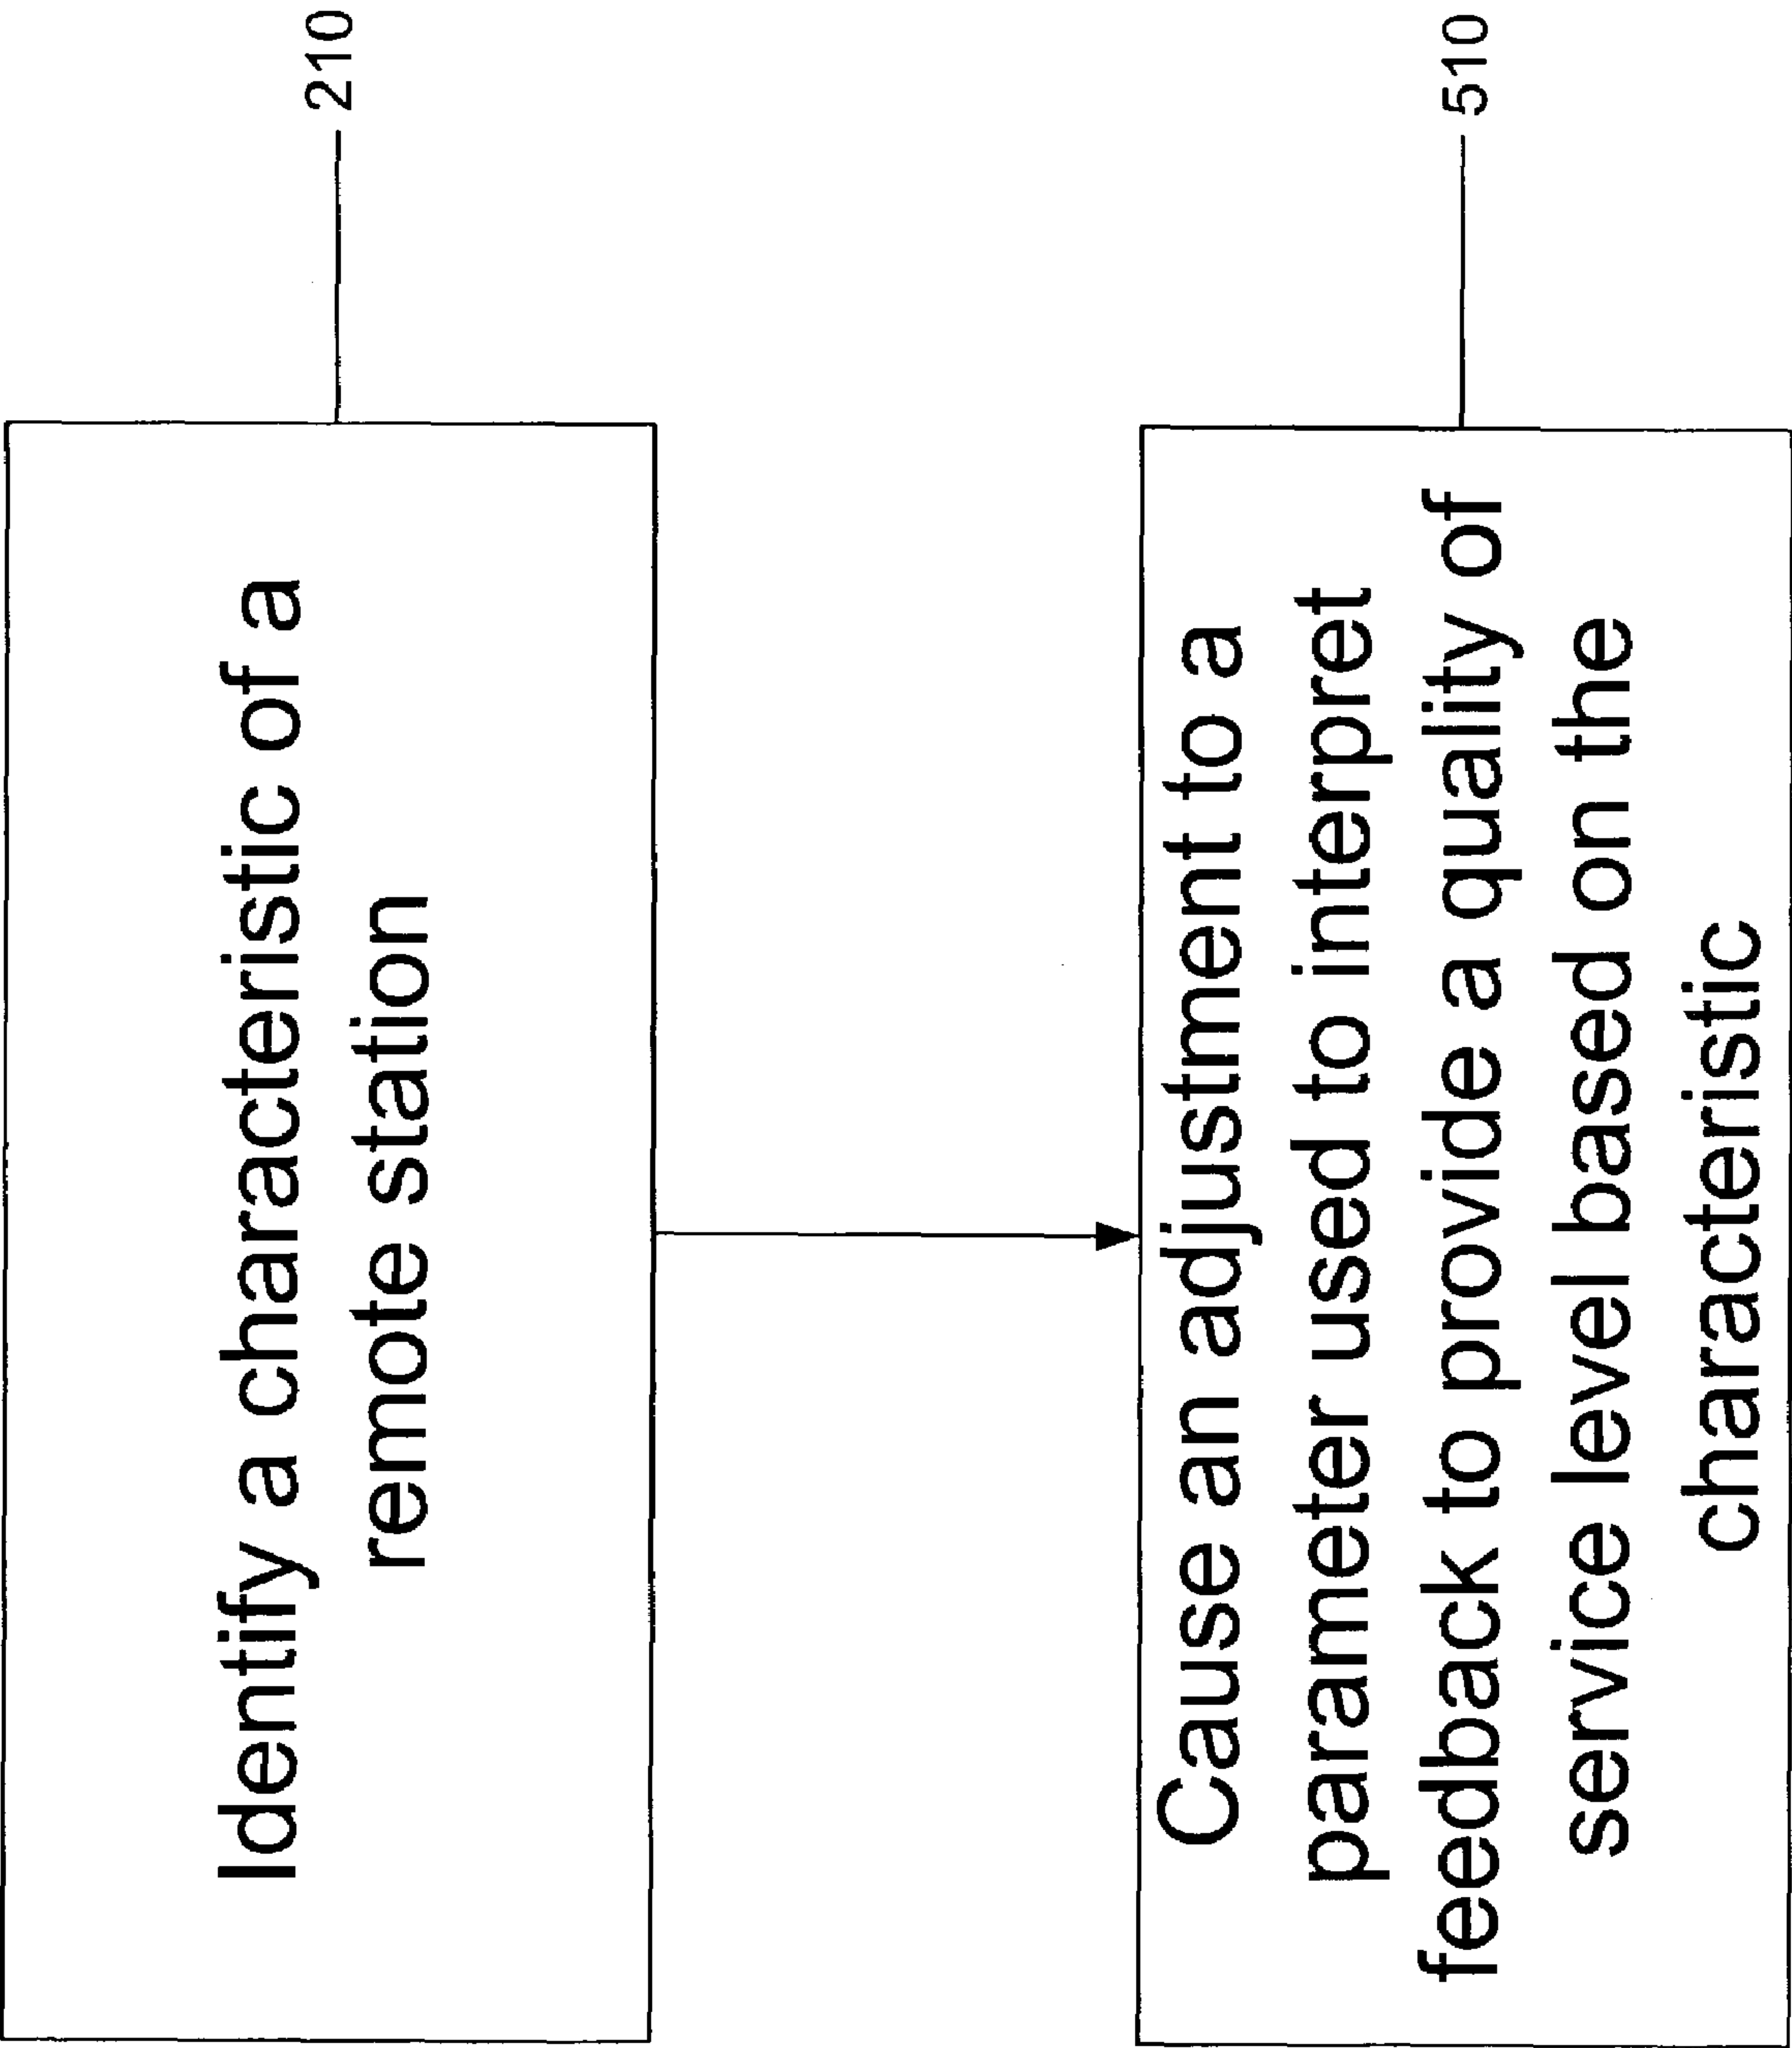 Identify a characteristic of a
remote station
210
Cause an adjustment to a
parameter used to interpret
feedback to provide a quality of
service level based on the
characteristic
510